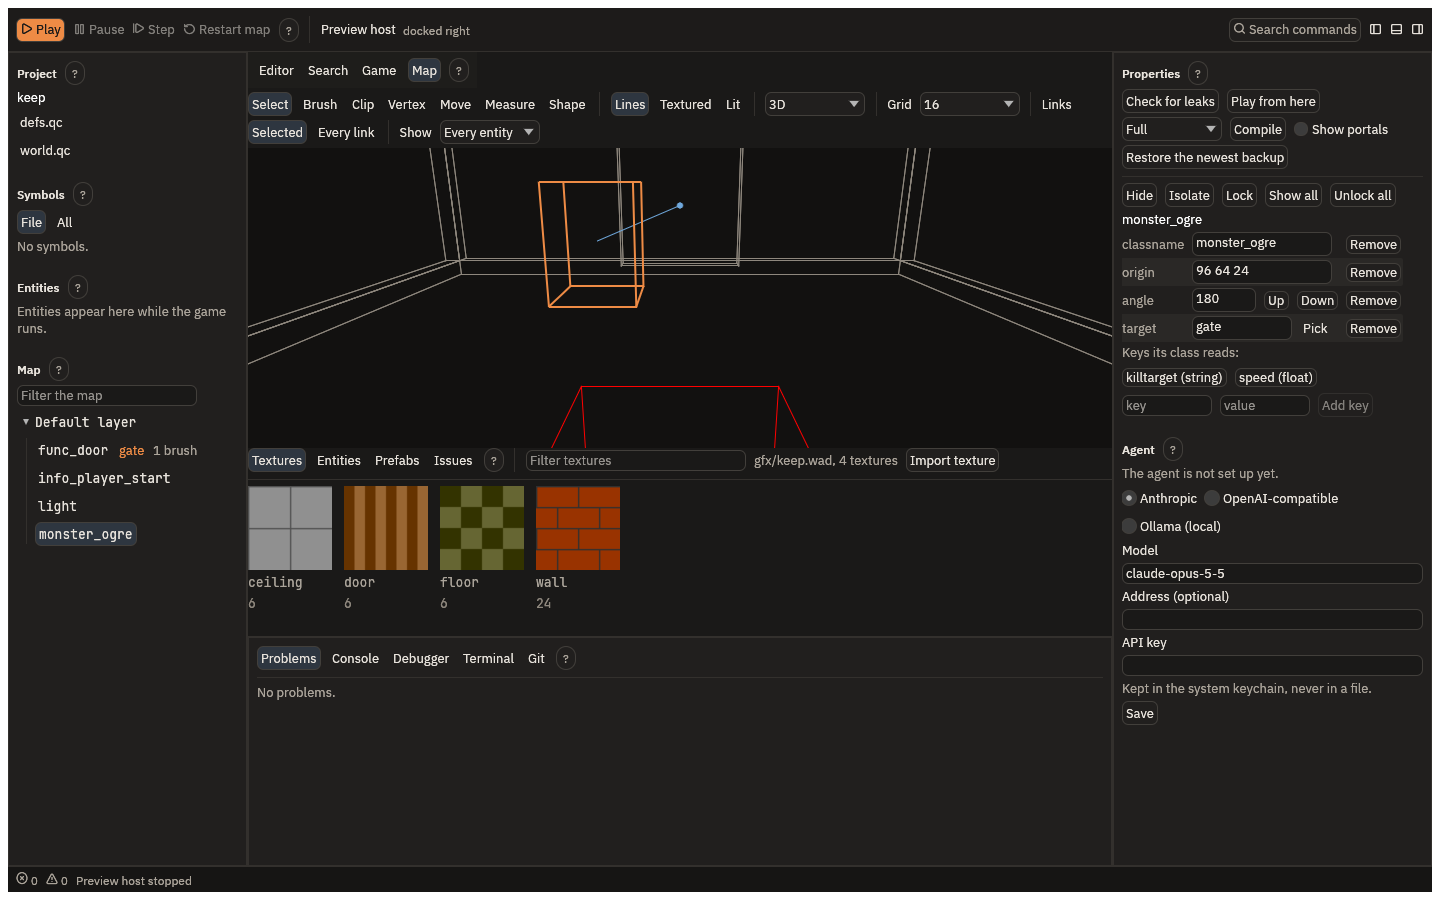 Play Pause Step Restart map ? Preview host docked right Search commands
Project ?
keep
defs.qc
world.qc
Symbols ?
File All
No symbols.
Entities ?
Entities appear here while the game
runs.
Map ?
Filter the map
Default layer
func_door gate 1 brush
info_player_start
light
monster_ogre
Editor Search Game Map ?
Select Brush Clip Vertex Move Measure Shape Lines Textured Lit 3D Grid 16 Links
Selected Every link Show Every entity
Textures Entities Prefabs Issues ? Filter textures gfx/keep.wad, 4 textures Import texture
ceiling door floor wall
6 6 6 24
Problems Console Debugger Terminal Git ?
No problems.
Properties ?
Check for leaks Play from here
Full Compile Show portals
Restore the newest backup
Hide Isolate Lock Show all Unlock all
monster_ogre
classname monster_ogre Remove
origin 96 64 24 Remove
angle 180 Up Down Remove
target gate Pick Remove
Keys its class reads:
killtarget (string) speed (float)
key value Add key
Agent ?
The agent is not set up yet.
Anthropic OpenAI-compatible
Ollama (local)
Model
claude-opus-5-5
Address (optional)
API key
Kept in the system keychain, never in a file.
Save
0 0 Preview host stopped